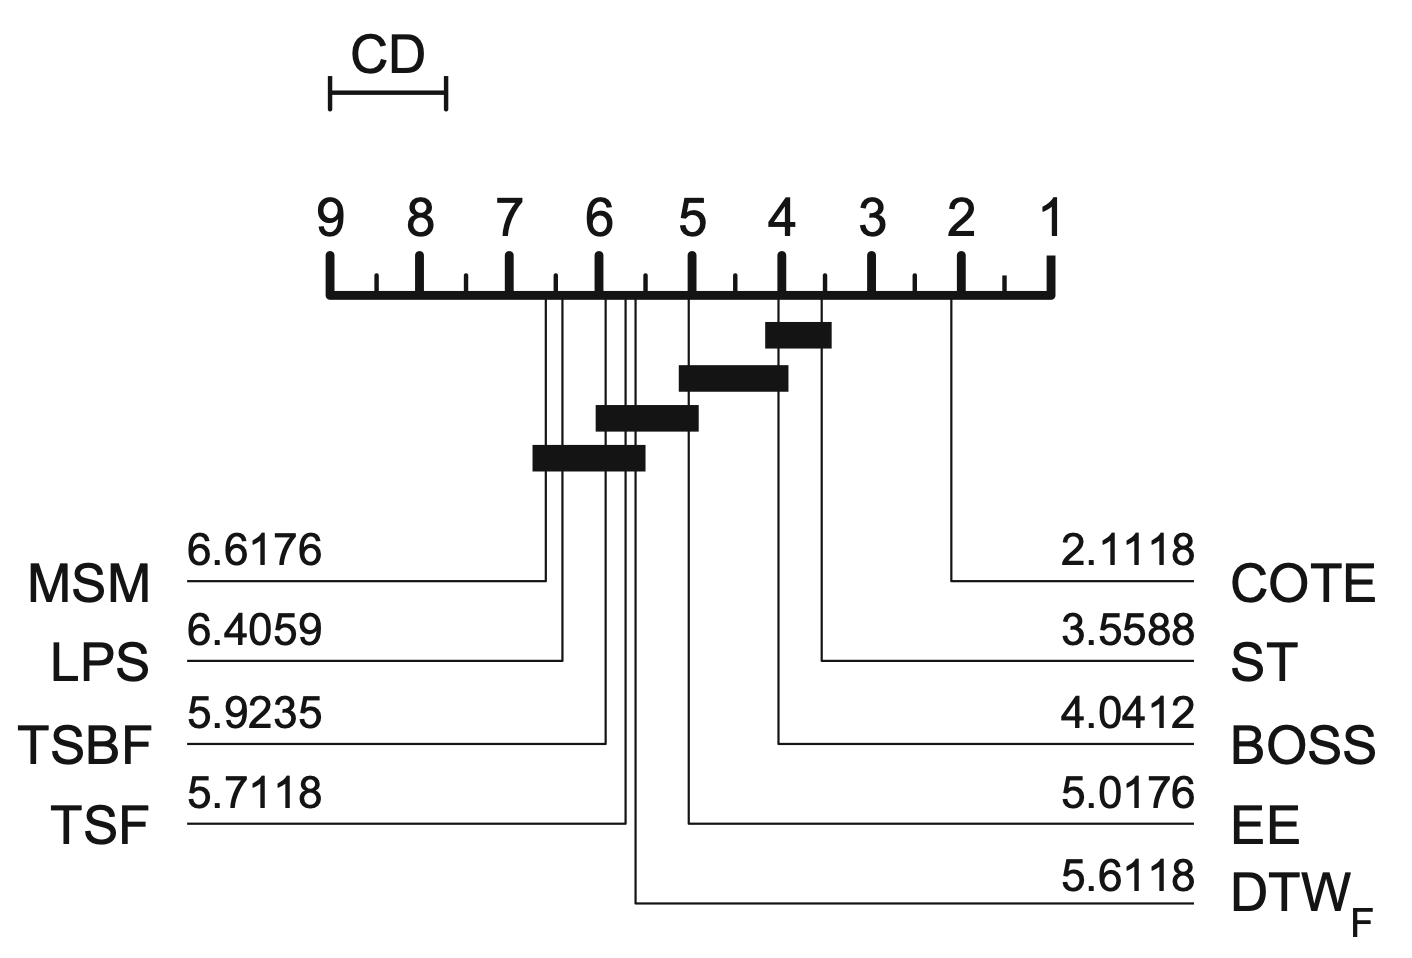 CD
9 8 7 6 5 4 3 2 1
MSM 6.6176
LPS 6.4059
TSBF 5.9235
TSF 5.7118
2.1118 COTE
3.5588 ST
4.0412 BOSS
5.0176 EE
5.6118 DTWF